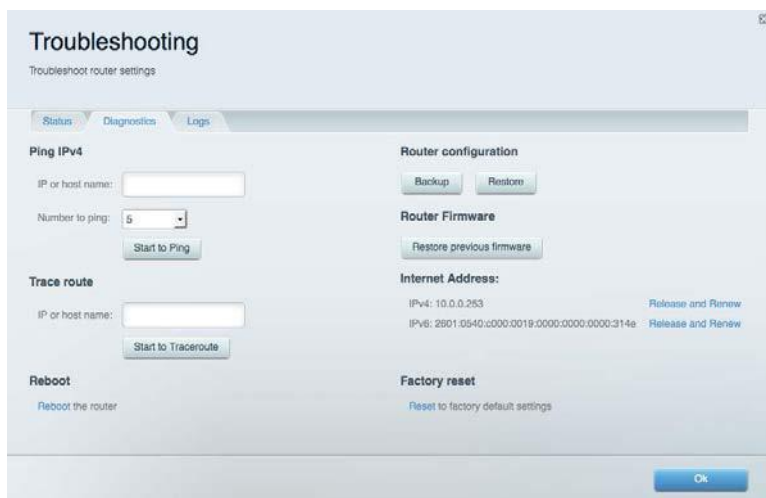 Troubleshooting
Troubleshoot router settings
Status
Diagnostics
Logs
Ping IPv4
IP or host name:
Number to ping: 5
Start to Ping
Trace route
IP or host name:
Start to Traceroute
Reboot
Reboot the router
Router configuration
Backup
Restore
Router Firmware
Restore previous firmware
Internet Address:
IPv4: 10.0.0.253 Release and Renew
IPv6: 2601:0540:c000:0019:0000:0000:0000:314e Release and Renew
Factory reset
Reset to factory default settings
Ok